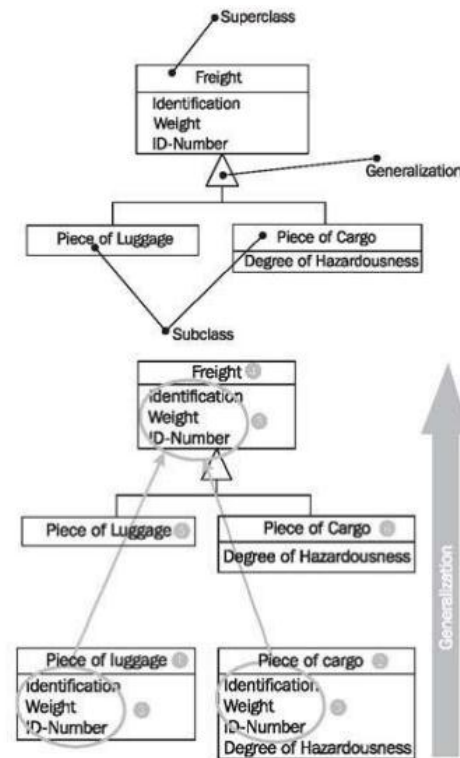 Superclass
Freight
Identification
Weight
ID-Number
Generalization
Piece of Luggage
Piece of Cargo
Degree of Hazardousness
Subclass
Freight
Identification
Weight
ID-Number
Piece of Luggage
Piece of Cargo
Degree of Hazardousness
Generalization
Piece of luggage
Identification
Weight
ID-Number
Piece of cargo
Identification
Weight
ID-Number
Degree of Hazardousness